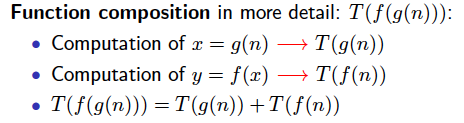 Function composition in more detail: T(f(g(n))):
• Computation of x = g(n) ⟶ T(g(n))
• Computation of y = f(x) ⟶ T(f(n))
• T(f(g(n))) = T(g(n)) + T(f(n))